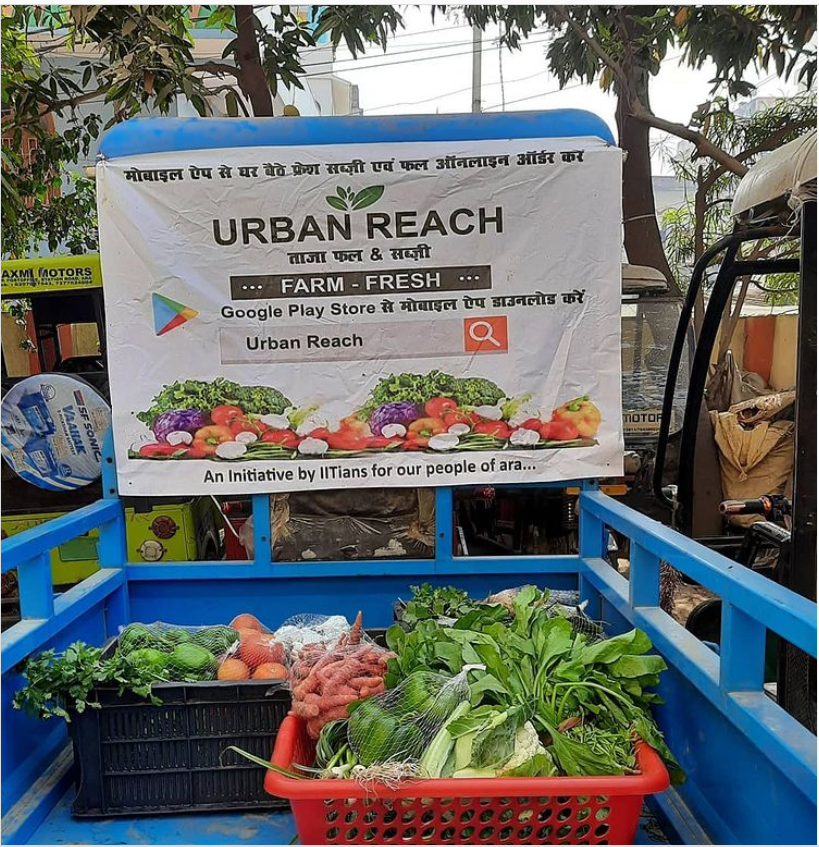 मोबाइल ऐप से घर बैठे फ्रेश सब्ज़ी एवं फल ऑनलाइन ऑर्डर करें
URBAN REACH
ताजा फल & सब्ज़ी
··· FARM - FRESH ···
Google Play Store से मोबाइल ऐप डाउनलोड करें
Urban Reach
An Initiative by IITians for our people of ara...
AXMI MOTORS
SF SONIC
MOTOR